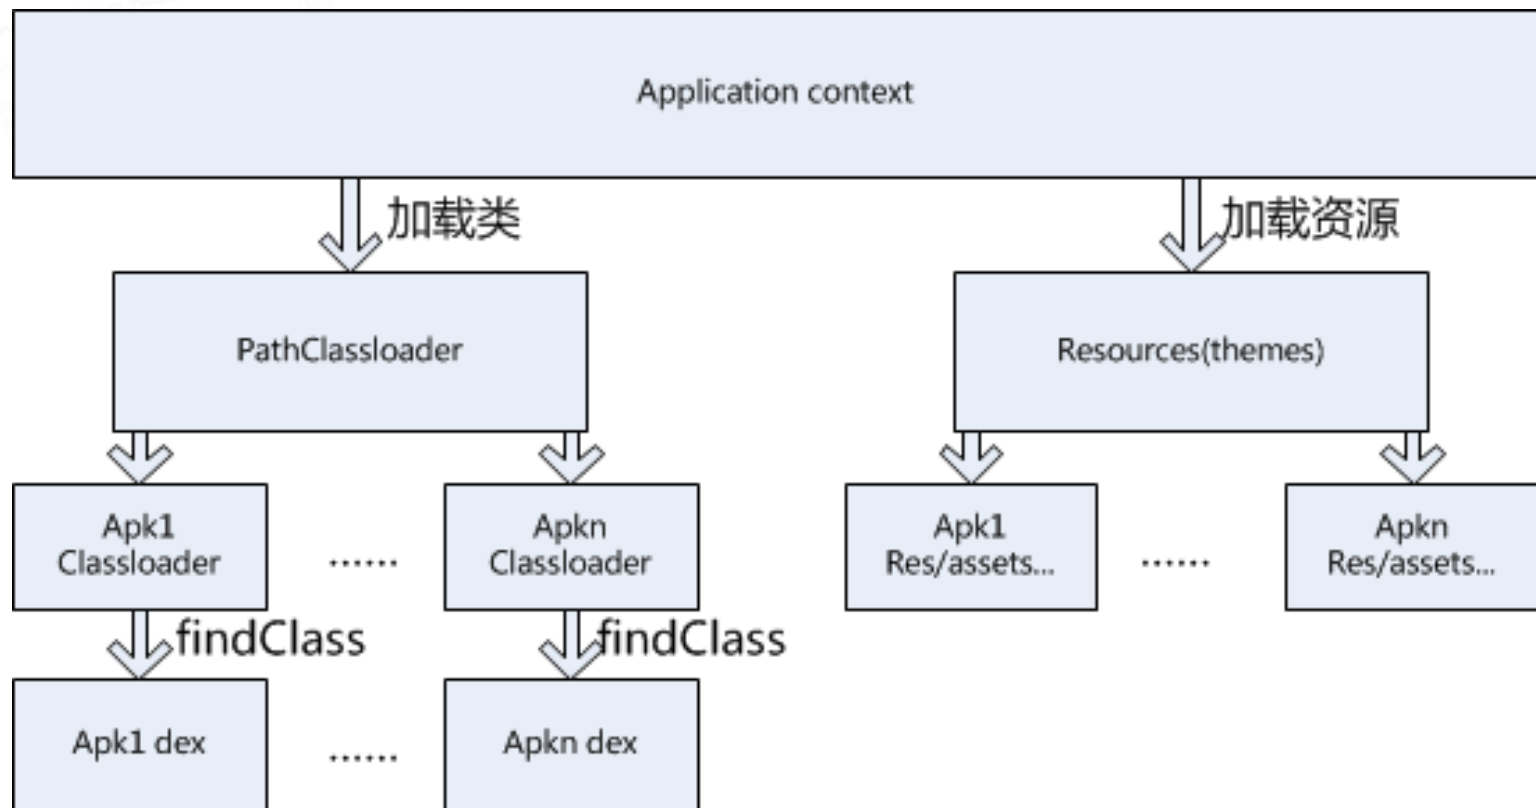 Application context
加载类
加载资源
PathClassloader
Resources(themes)
Apk1
Classloader
......
Apkn
Classloader
Apk1
Res/assets...
......
Apkn
Res/assets...
findClass
findClass
Apk1 dex
......
Apkn dex